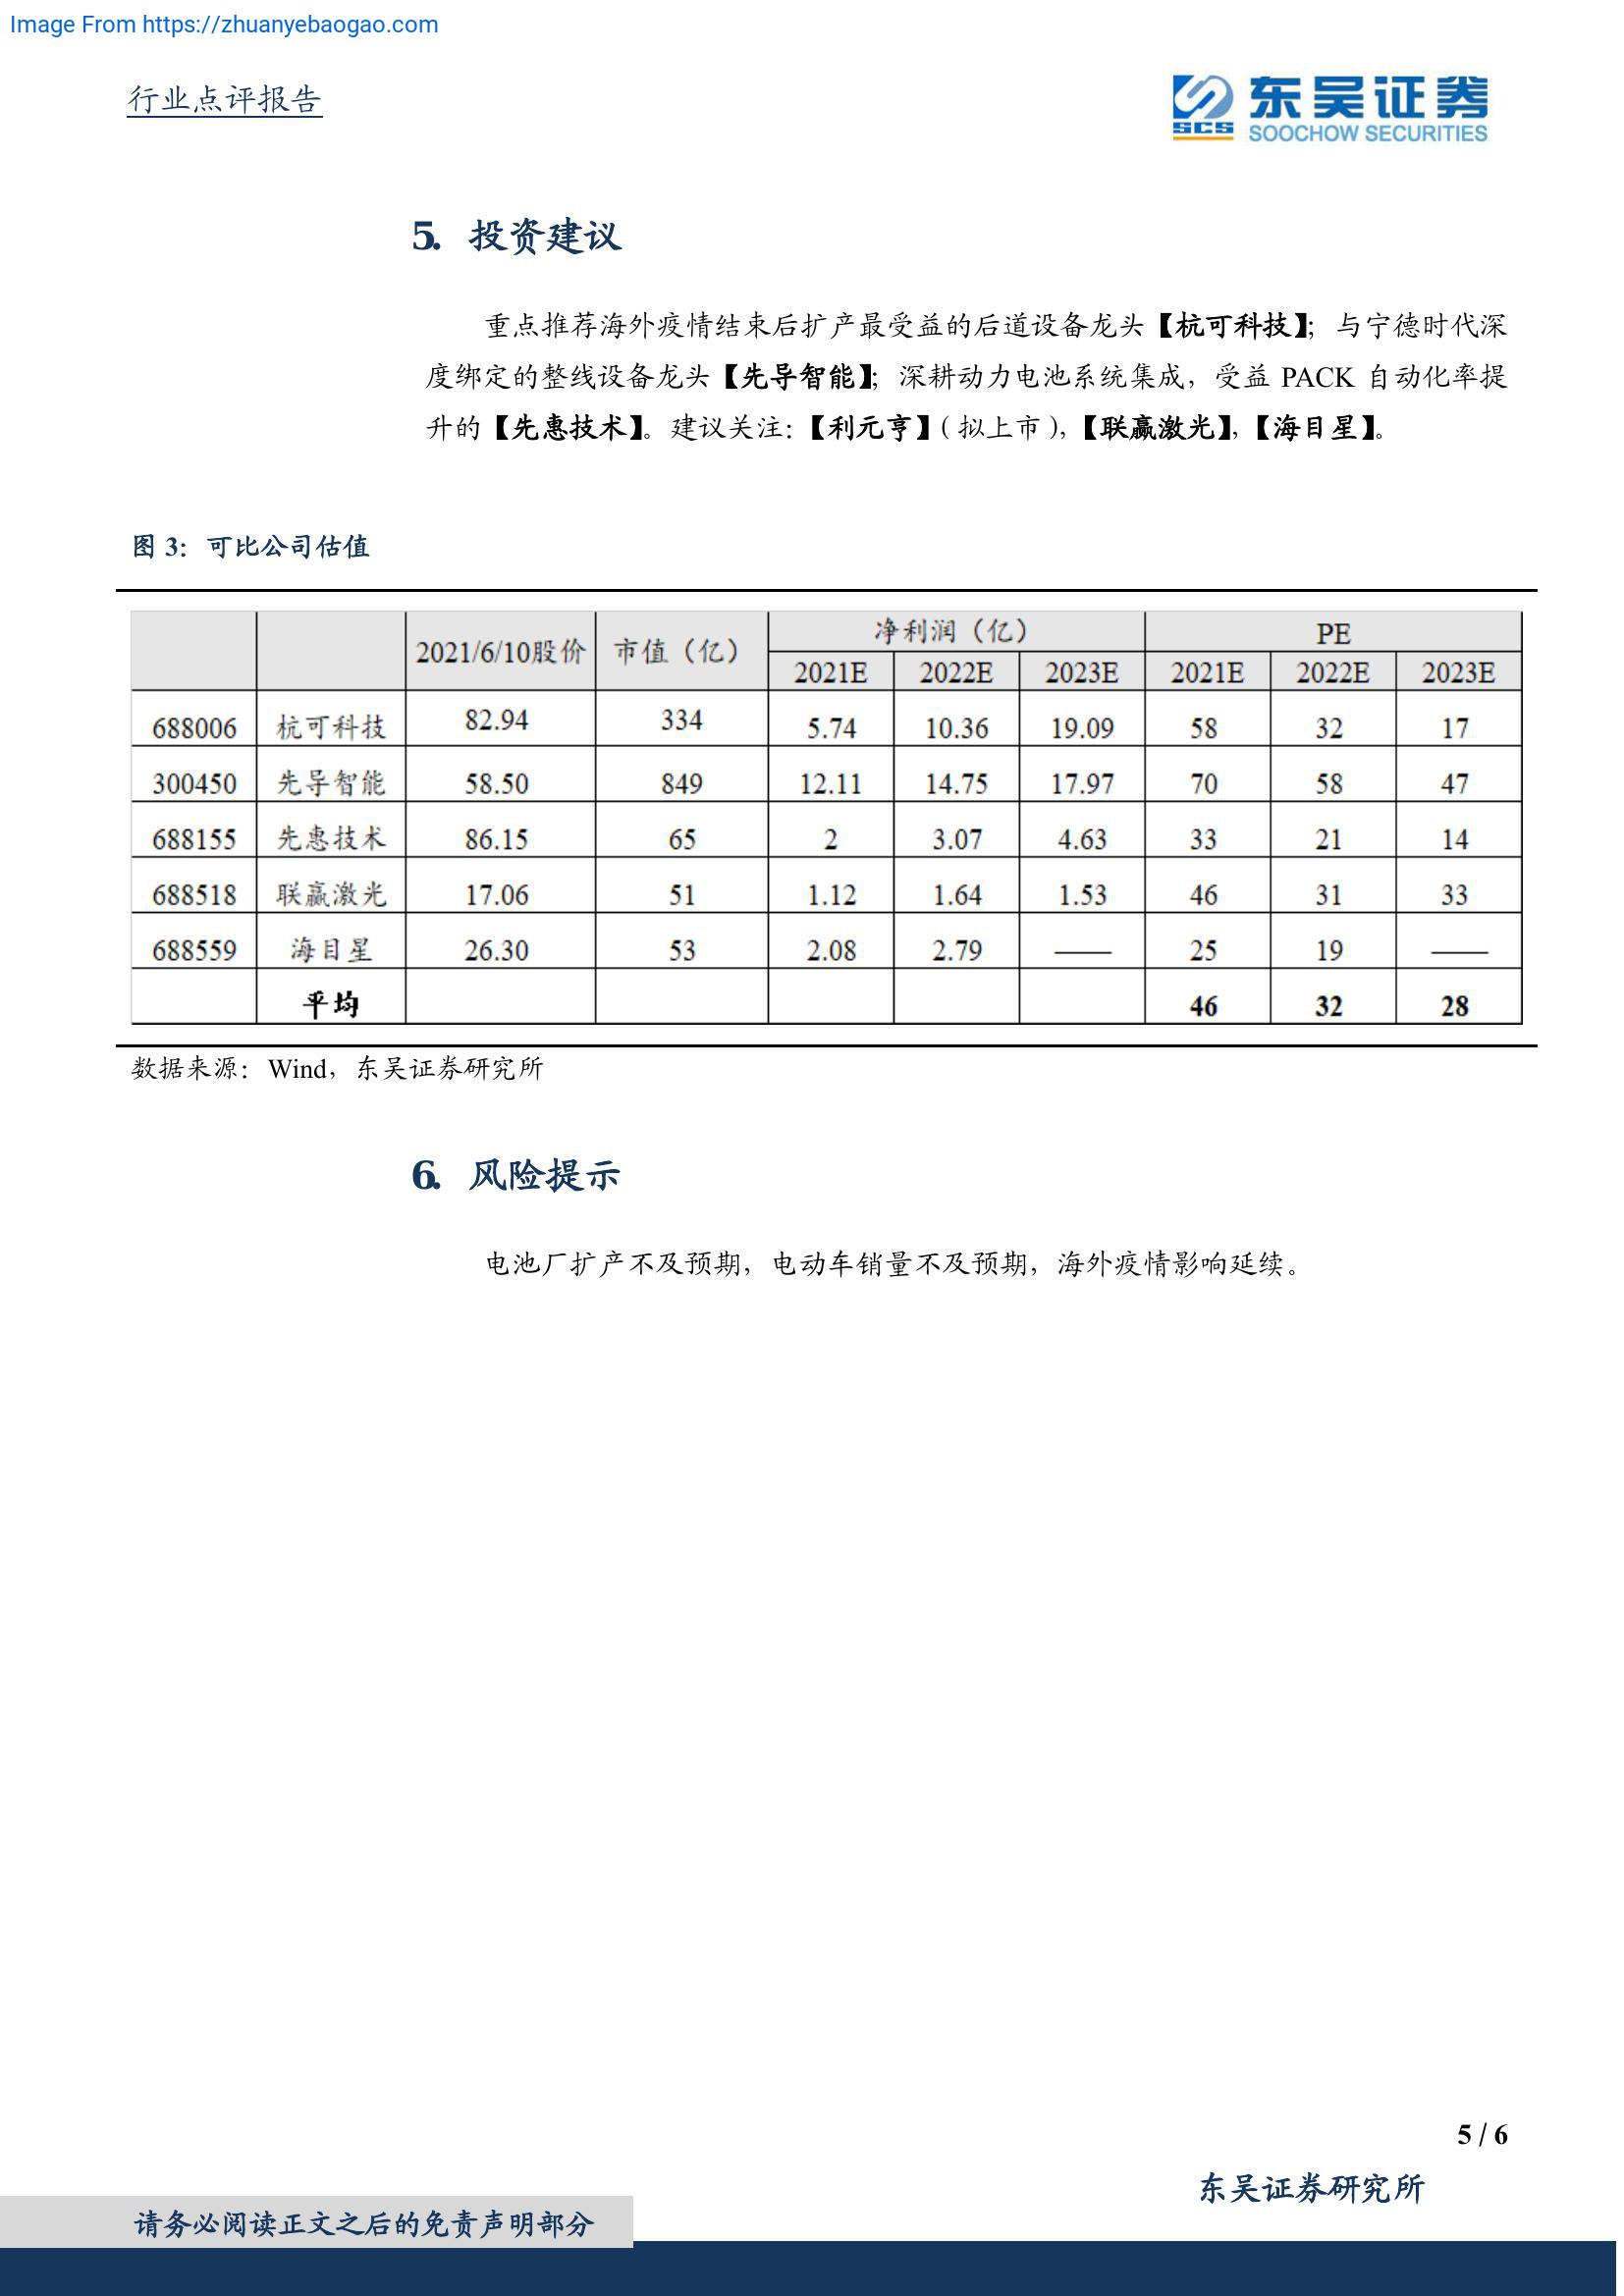 Image From https://zhuanyebaogao.com
行业点评报告
SCS 东吴证券
SOOCHOW SECURITIES
5. 投资建议
重点推荐海外疫情结束后扩产最受益的后道设备龙头【杭可科技】；与宁德时代深
度绑定的整线设备龙头【先导智能】；深耕动力电池系统集成，受益 PACK 自动化率提
升的【先惠技术】。建议关注：【利元亨】（拟上市），【联赢激光】，【海目星】。
图 3：可比公司估值
2021/6/10股价 市值（亿） 净利润（亿） PE
2021E 2022E 2023E 2021E 2022E 2023E
688006 杭可科技 82.94 334 5.74 10.36 19.09 58 32 17
300450 先导智能 58.50 849 12.11 14.75 17.97 70 58 47
688155 先惠技术 86.15 65 2 3.07 4.63 33 21 14
688518 联赢激光 17.06 51 1.12 1.64 1.53 46 31 33
688559 海目星 26.30 53 2.08 2.79 —— 25 19 ——
平均 46 32 28
数据来源：Wind，东吴证券研究所
6. 风险提示
电池厂扩产不及预期，电动车销量不及预期，海外疫情影响延续。
5 / 6
东吴证券研究所
请务必阅读正文之后的免责声明部分